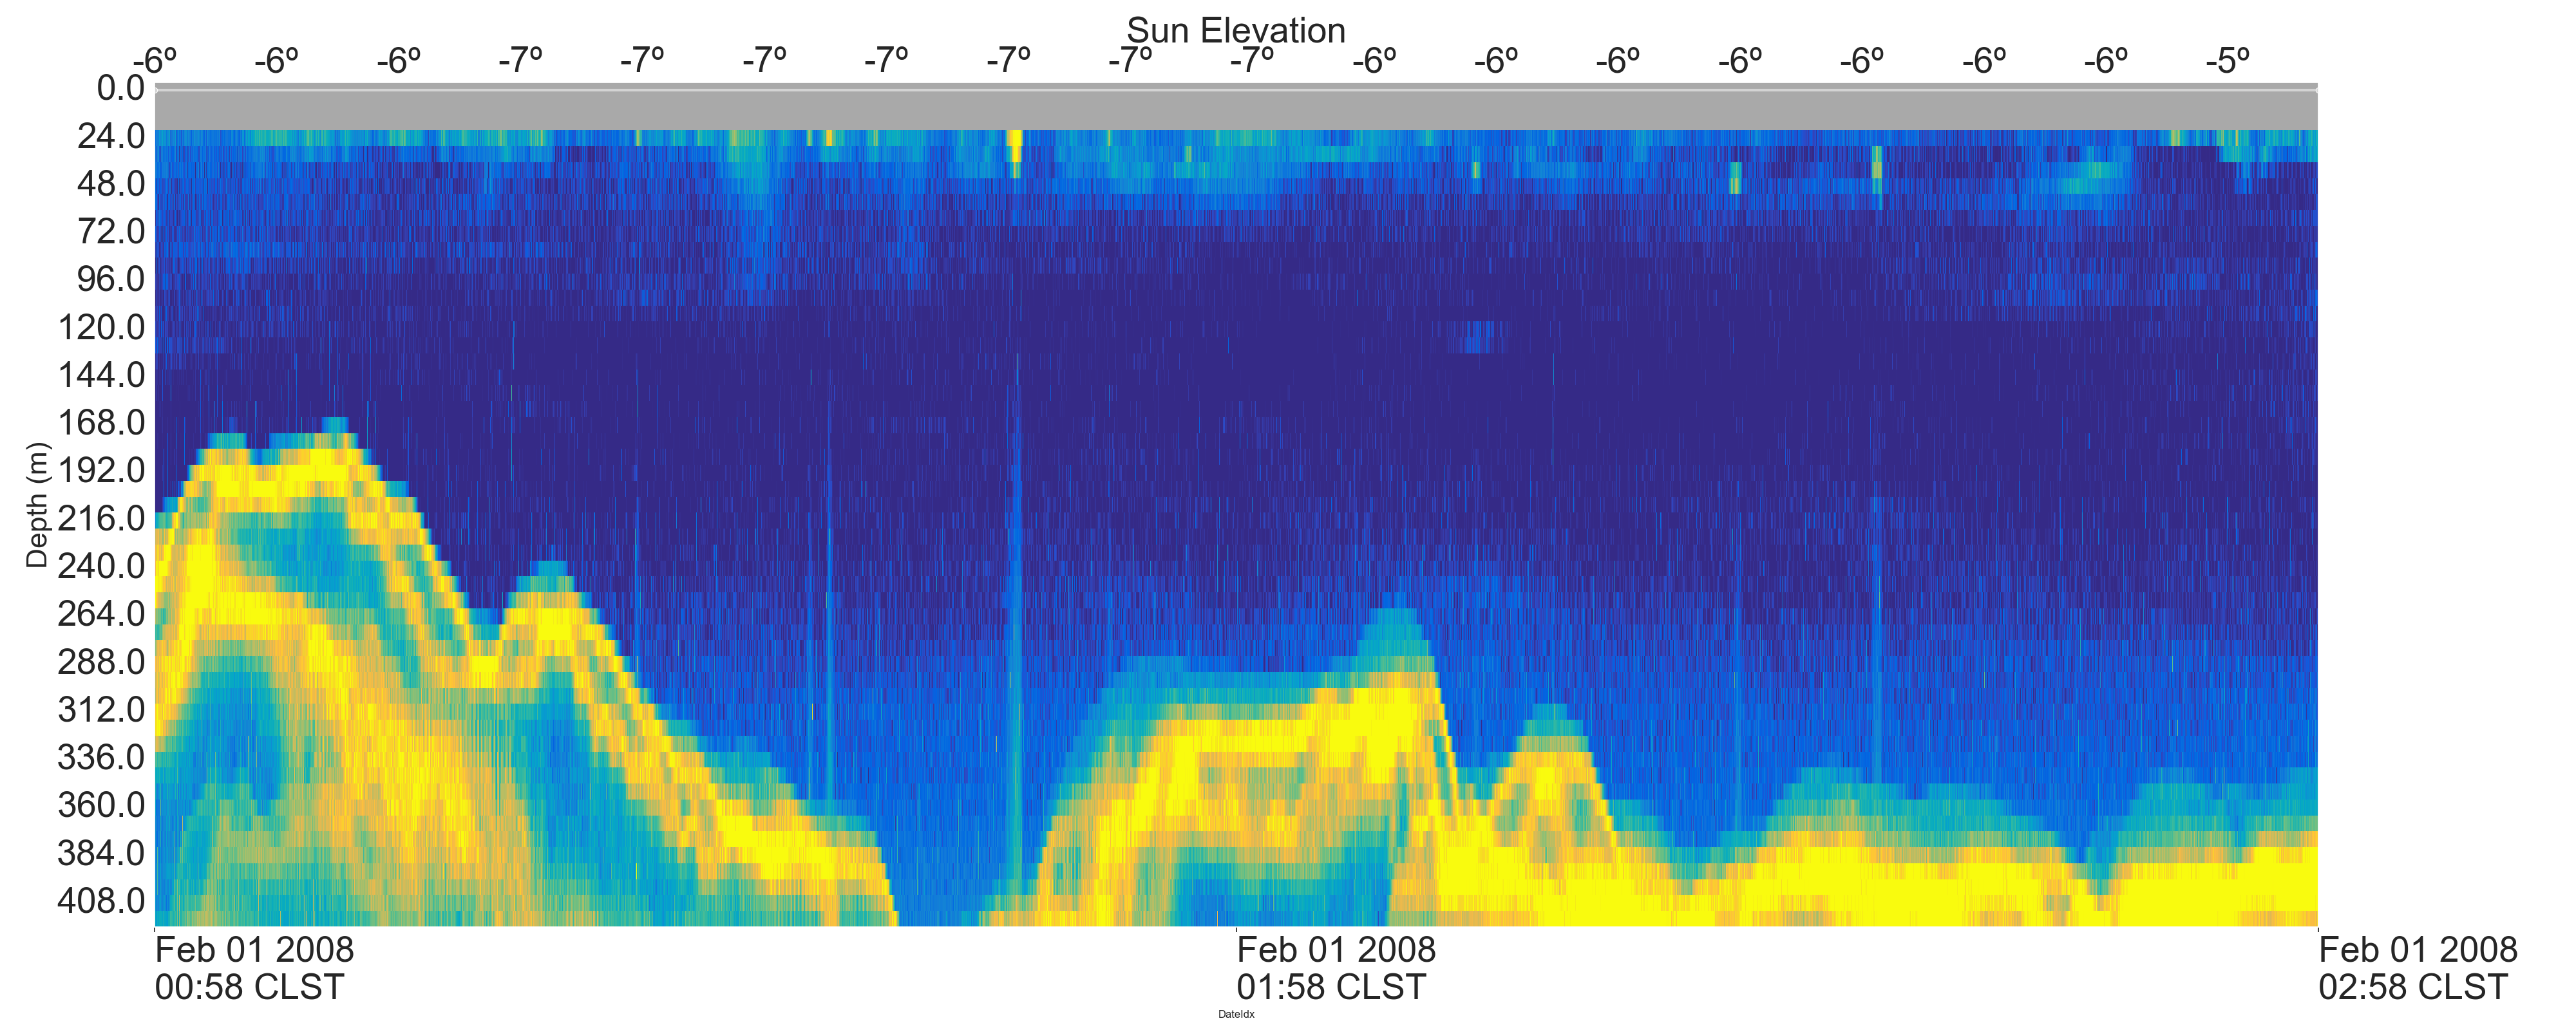 Sun Elevation
-6º -6º -6º -7º -7º -7º -7º -7º -7º -7º -6º -6º -6º -6º -6º -6º -6º -5º
Depth (m)
0.0
24.0
48.0
72.0
96.0
120.0
144.0
168.0
192.0
216.0
240.0
264.0
288.0
312.0
336.0
360.0
384.0
408.0
Feb 01 2008
00:58 CLST
Feb 01 2008
01:58 CLST
Feb 01 2008
02:58 CLST
DateIdx